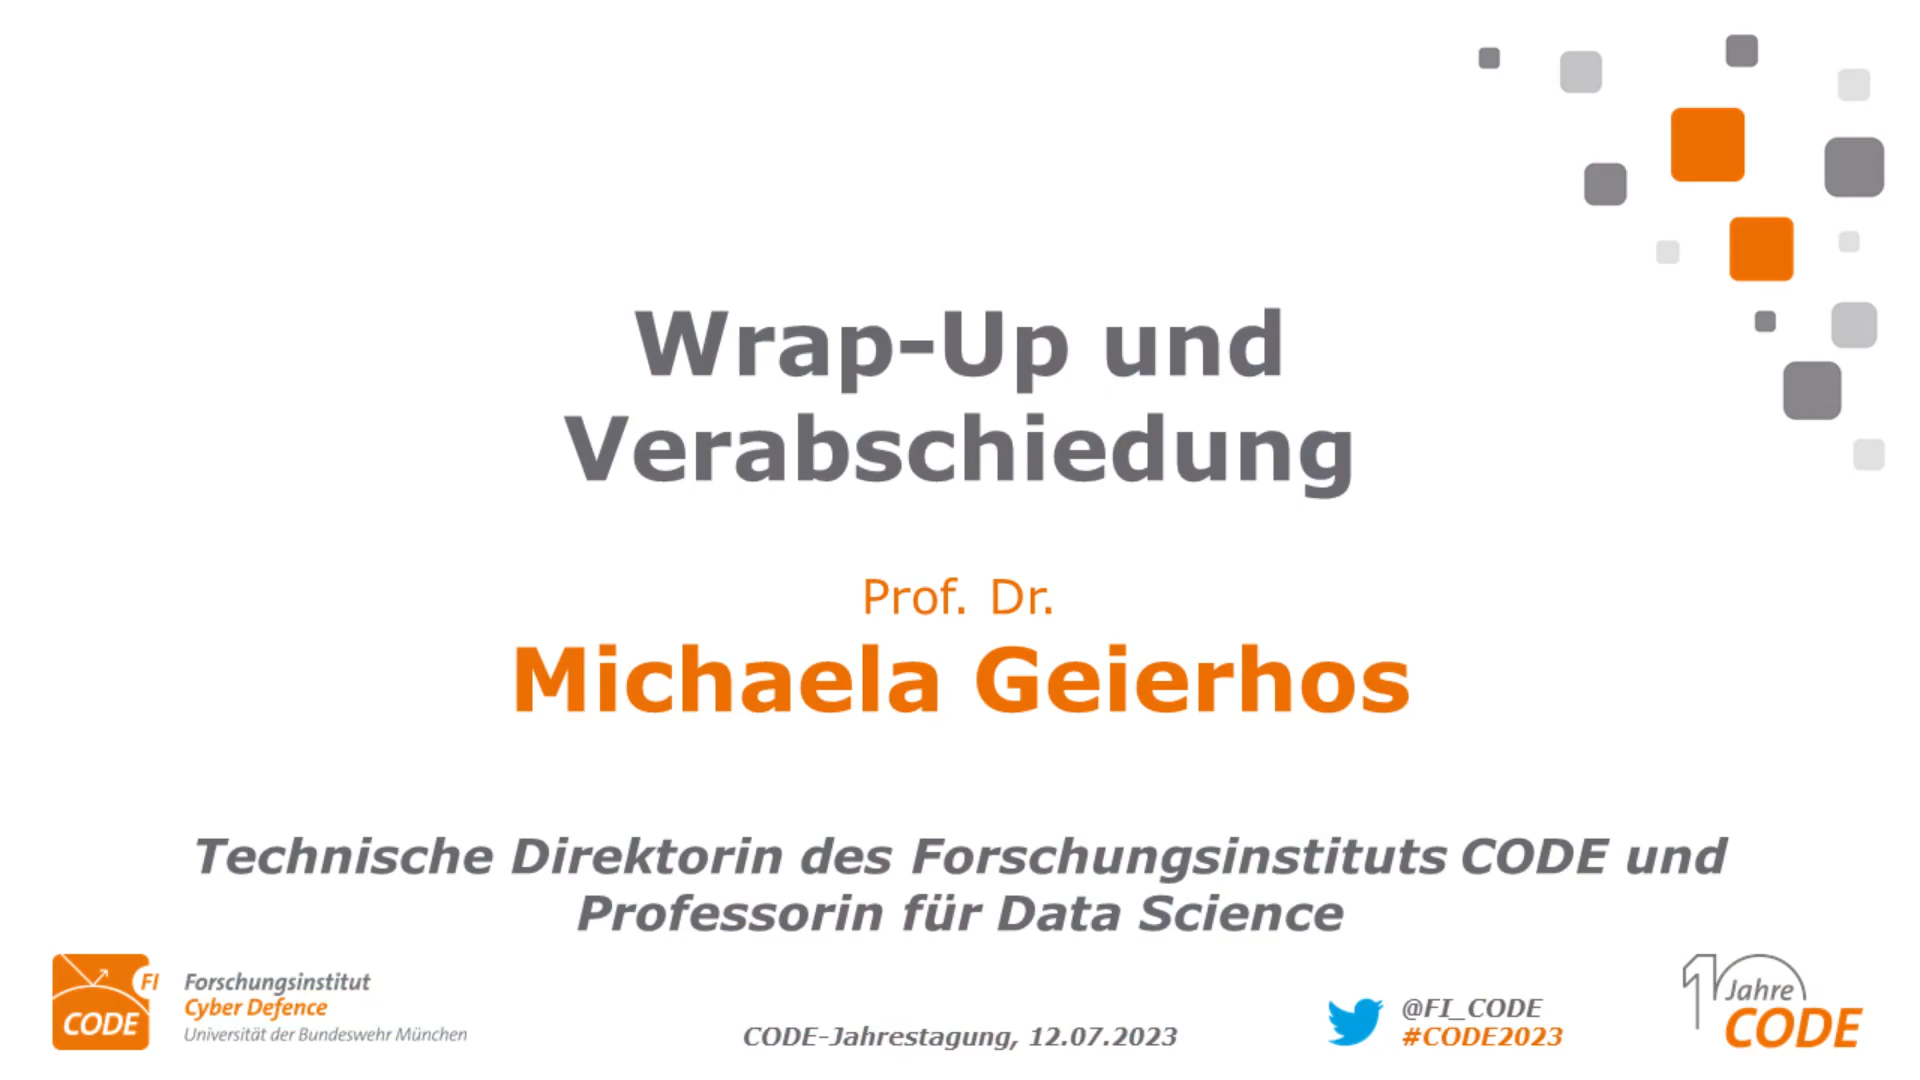 Wrap-Up und
Verabschiedung
Prof. Dr.
Michaela Geierhos
Technische Direktorin des Forschungsinstituts CODE und
Professorin für Data Science
FI
CODE
Forschungsinstitut
Cyber Defence
Universität der Bundeswehr München
CODE-Jahrestagung, 12.07.2023
@FI_CODE
#CODE2023
10 Jahre
CODE